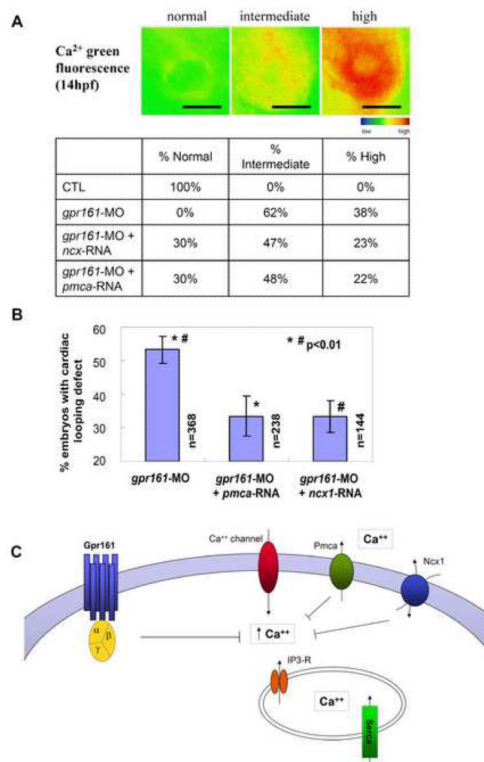 A
normal intermediate high
Ca²⁺ green
fluorescence
(14hpf)
low high
% Normal % Intermediate % High
CTL 100% 0% 0%
gpr161-MO 0% 62% 38%
gpr161-MO + ncx-RNA 30% 47% 23%
gpr161-MO + pmca-RNA 30% 48% 22%
B
% embryos with cardiac
looping defect
60
50
40
30
20
* #
* # p<0.01
*
#
n=368
n=238
n=144
gpr161-MO
gpr161-MO
+ pmca-RNA
gpr161-MO
+ ncx1-RNA
C
Gpr161
α β γ
Ca⁺⁺ channel
Pmca
Ca⁺⁺
Ncx1
↑ Ca⁺⁺
IP3-R
Ca⁺⁺
Serca